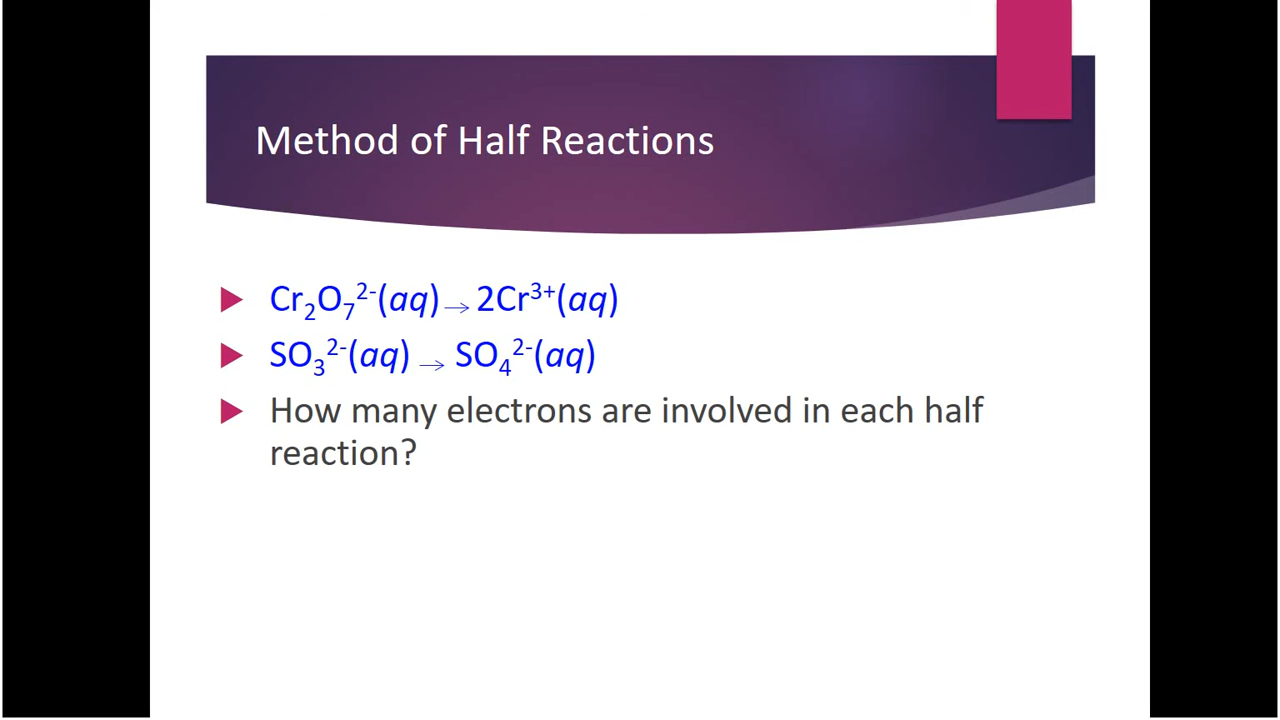 Method of Half Reactions
Cr₂O₇²⁻(aq) → 2Cr³⁺(aq)
SO₃²⁻(aq) → SO₄²⁻(aq)
How many electrons are involved in each half
reaction?